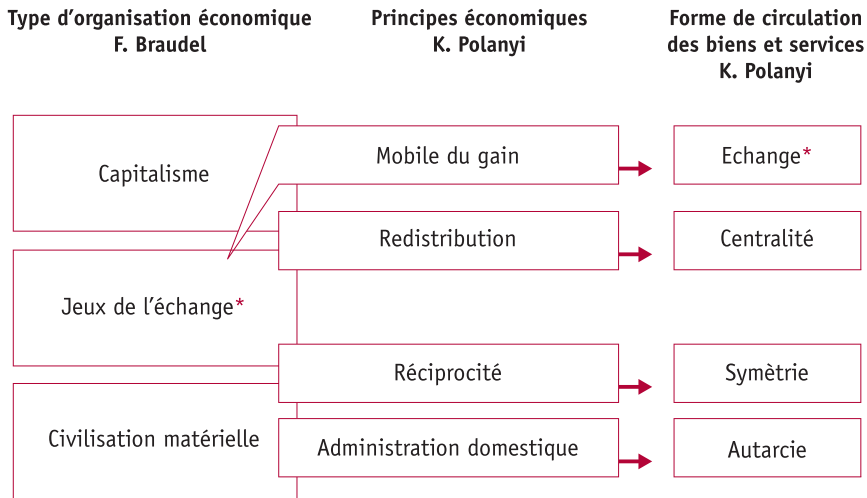 Type d’organisation économique
F. Braudel
Principes économiques
K. Polanyi
Forme de circulation
des biens et services
K. Polanyi
Capitalisme
Mobile du gain
Echange*
Redistribution
Centralité
Jeux de l’échange*
Réciprocité
Symètrie
Civilisation matérielle
Administration domestique
Autarcie